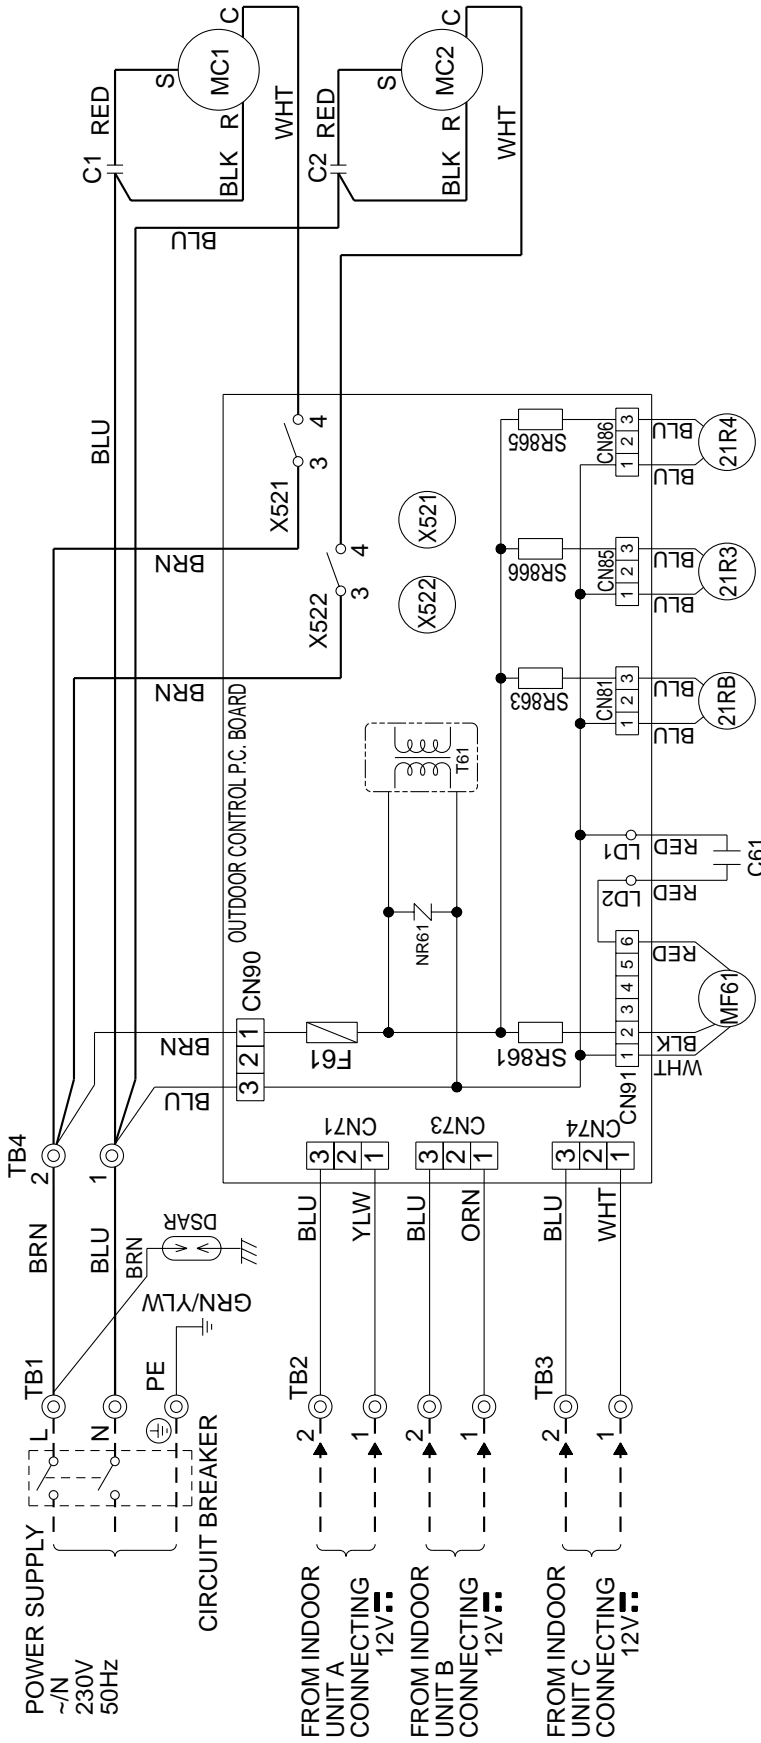 POWER SUPPLY
~/N
230V
50Hz
CIRCUIT BREAKER
L
N
TB1
PE
GRN/YLW
BRN
BLU
BRN
DSAR
TB4
2
1
BRN
BLU
BLU
BRN
BRN
BLU
C1
RED
S
MC1
C
R
BLK
WHT
C2
RED
S
MC2
C
R
BLK
WHT
OUTDOOR CONTROL P.C. BOARD
CN90
3 2 1
F61
NR61
T61
X521
3
4
X522
3
4
X521
X522
SR861
SR863
SR866
SR865
CN91
1 2 3 4 5 6
WHT
BLK
RED
MF61
LD2
LD1
RED
RED
C61
CN81
1 2 3
BLU
BLU
21RB
CN85
1 2 3
BLU
BLU
21R3
CN86
1 2 3
BLU
BLU
21R4
FROM INDOOR
UNIT A
CONNECTING
12V
TB2
2
1
BLU
YLW
CN71
3 2 1
FROM INDOOR
UNIT B
CONNECTING
12V
2
1
BLU
ORN
CN73
3 2 1
FROM INDOOR
UNIT C
CONNECTING
12V
TB3
2
1
BLU
WHT
CN74
3 2 1